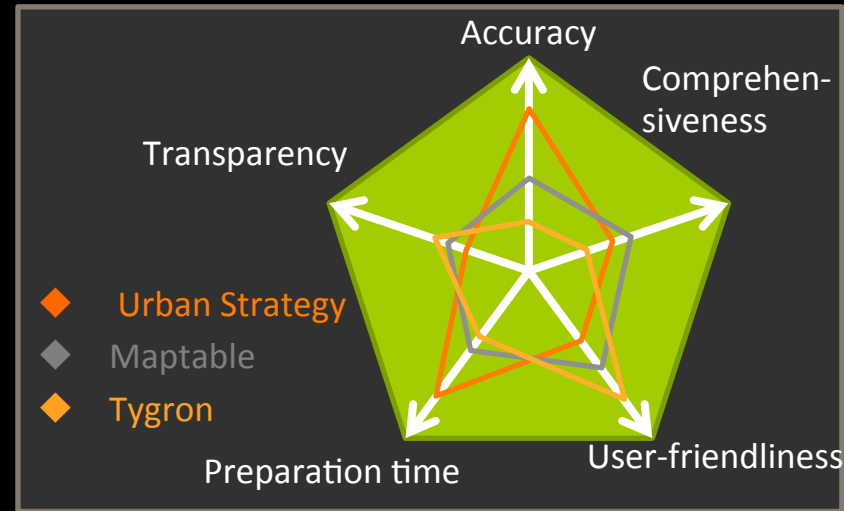 Accuracy
Comprehen-
siveness
Transparency
Urban Strategy
Maptable
Tygron
Preparation time
User-friendliness